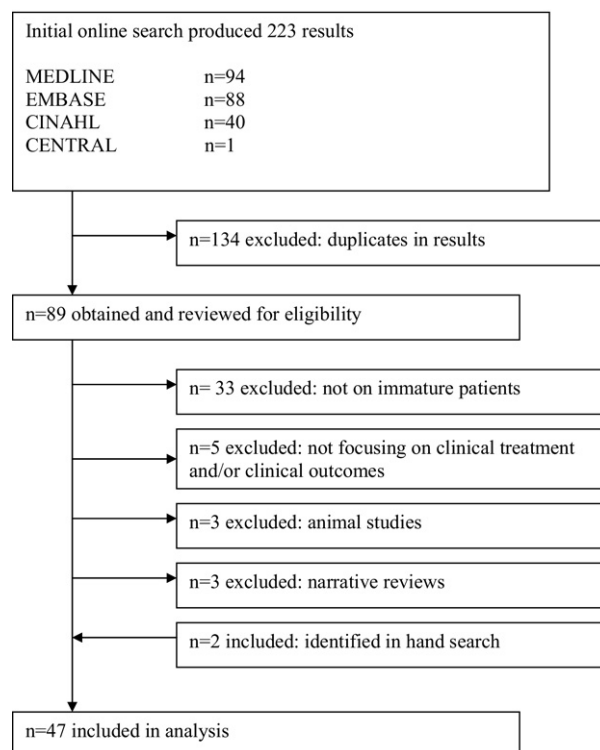 Initial online search produced 223 results
MEDLINE n=94
EMBASE n=88
CINAHL n=40
CENTRAL n=1
n=134 excluded: duplicates in results
n=89 obtained and reviewed for eligibility
n= 33 excluded: not on immature patients
n=5 excluded: not focusing on clinical treatment
and/or clinical outcomes
n=3 excluded: animal studies
n=3 excluded: narrative reviews
n=2 included: identified in hand search
n=47 included in analysis